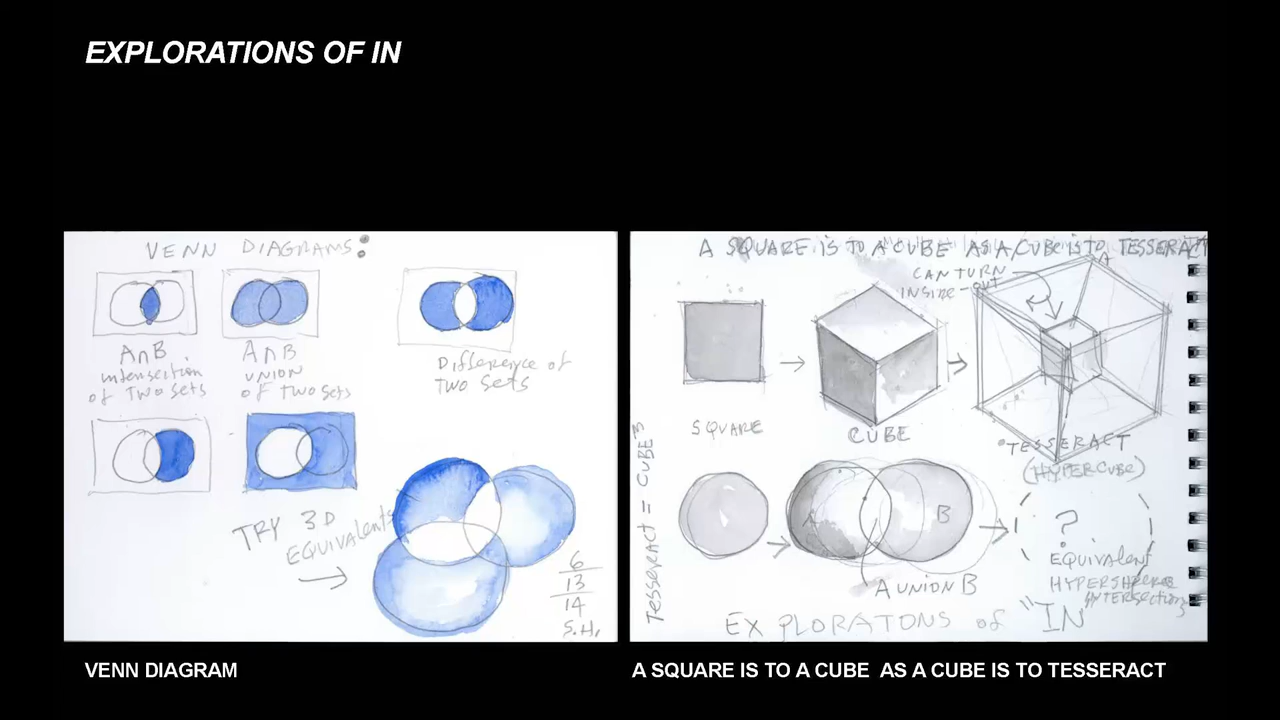 EXPLORATIONS OF IN
VENN DIAGRAMS:
A∩B
intersection
of Two sets
A∩B
UNION
OF TWO SETS
Difference of
TWO SETS
TRY 3D
EQUIVALENTS
6
13
14
S.H.
A SQUARE IS TO A CUBE AS A CUBE IS TO TESSERACT
CAN TURN
INSIDE-OUT
SQUARE
CUBE
TESSERACT
(HYPERCUBE)
TESSERACT = CUBE³
A
B
?
EQUIVALENT
HYPERSPHERE
INTERSECTIONS
A UNION B
EXPLORATONS of "IN"
VENN DIAGRAM
A SQUARE IS TO A CUBE AS A CUBE IS TO TESSERACT